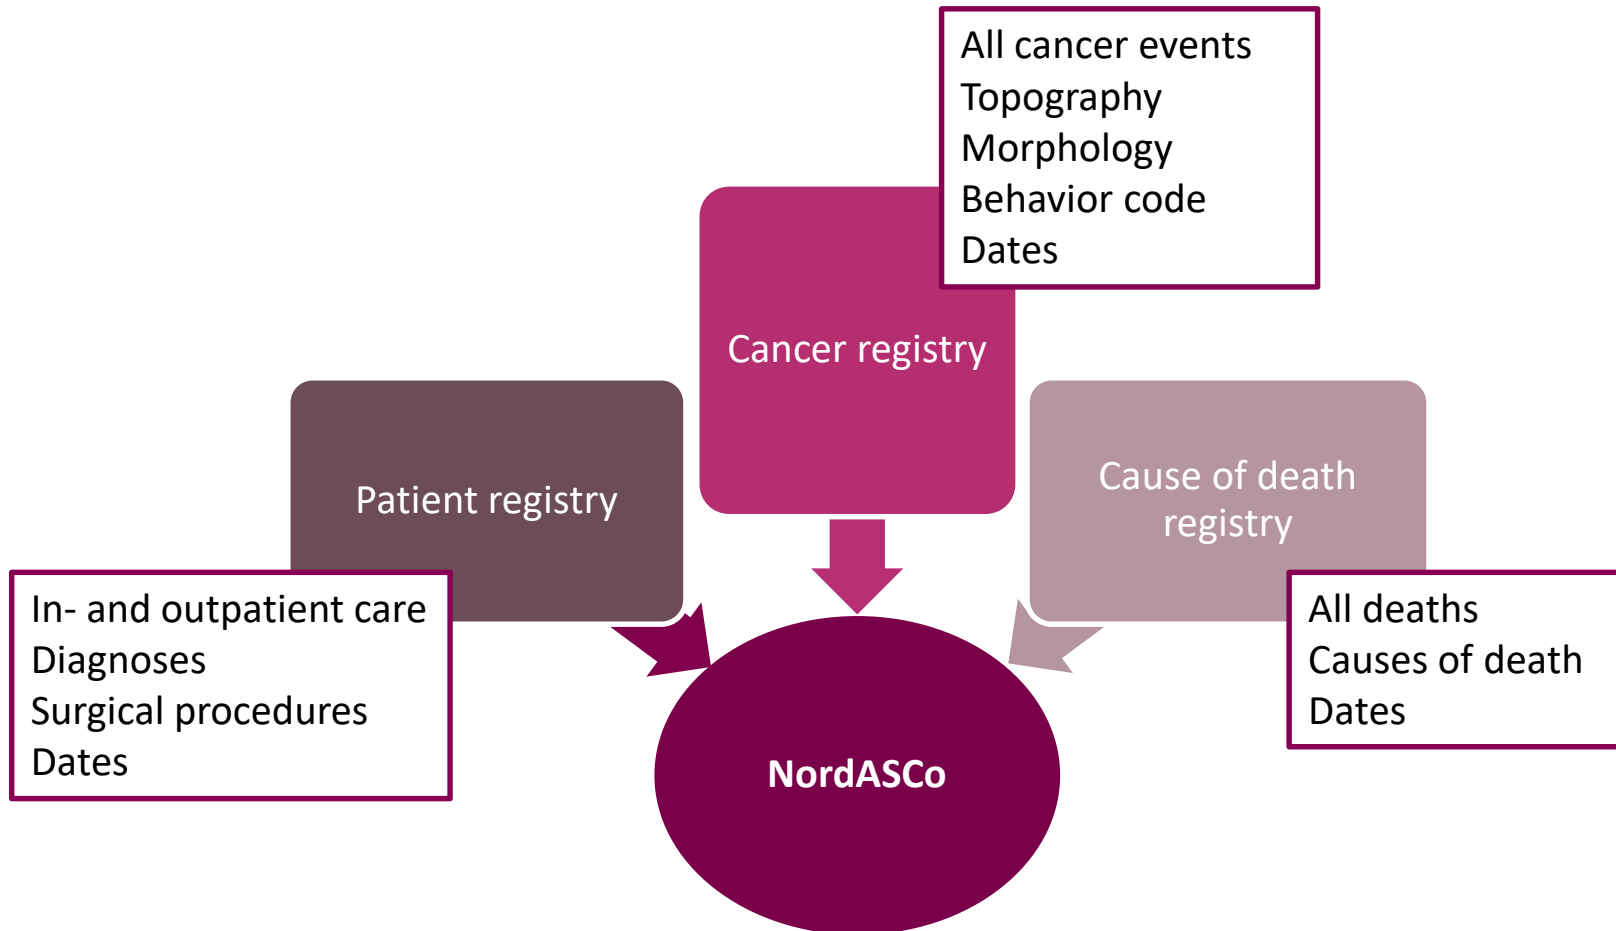 All cancer events
Topography
Morphology
Behavior code
Dates
Cancer registry
Patient registry
Cause of death
registry
In- and outpatient care
Diagnoses
Surgical procedures
Dates
All deaths
Causes of death
Dates
NordASCo